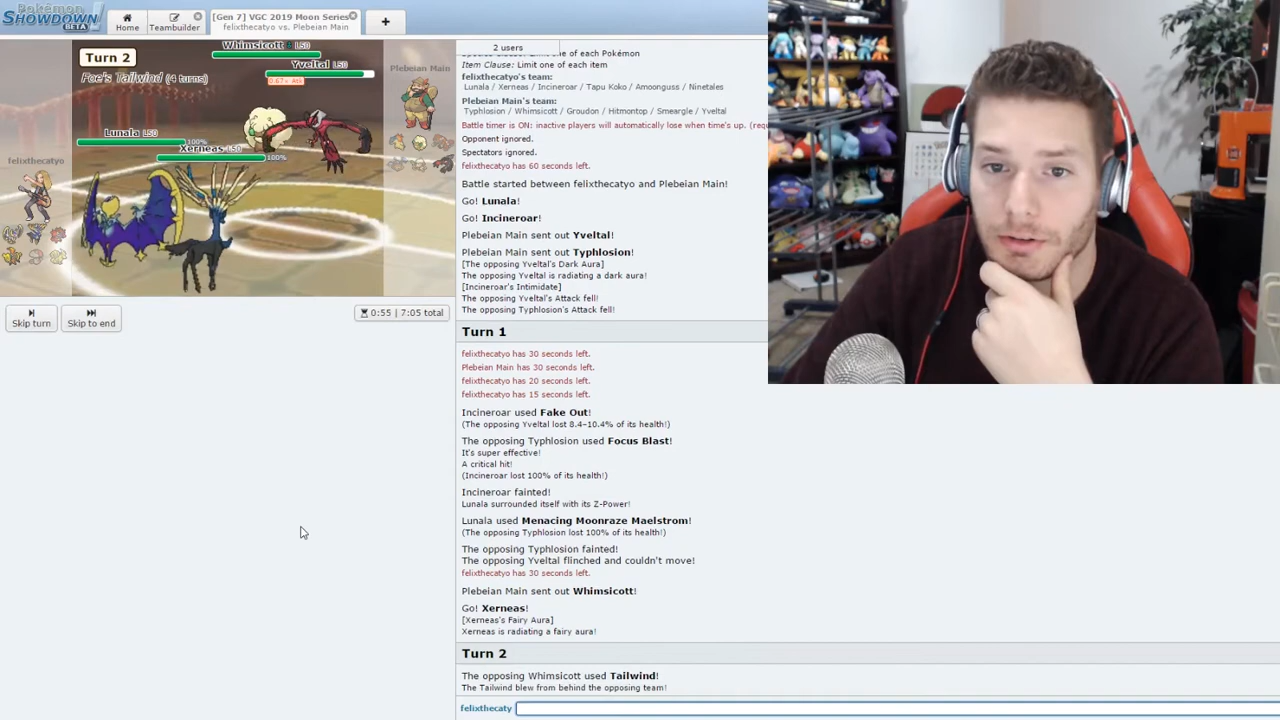 Pokémon
SHOWDOWN
BETA
Home
Teambuilder
[Gen 7] VGC 2019 Moon Series
felixthecatyo vs. Plebeian Main
+
Turn 2
Foe's Tailwind (4 turns)
Whimsicott L50
Yveltal L50
0.67x Atk
Lunala L50
100%
Xerneas L50
100%
felixthecatyo
Plebeian Main
Skip turn
Skip to end
0:55 | 7:05 total
2 users
Species Clause: Limit one of each Pokémon
Item Clause: Limit one of each item
felixthecatyo's team:
Lunala / Xerneas / Incineroar / Tapu Koko / Amoonguss / Ninetales
Plebeian Main's team:
Typhlosion / Whimsicott / Groudon / Hitmontop / Smeargle / Yveltal
Battle timer is ON: inactive players will automatically lose when time's up. (requ
Opponent ignored.
Spectators ignored.
felixthecatyo has 60 seconds left.
Battle started between felixthecatyo and Plebeian Main!
Go! Lunala!
Go! Incineroar!
Plebeian Main sent out Yveltal!
Plebeian Main sent out Typhlosion!
[The opposing Yveltal's Dark Aura]
The opposing Yveltal is radiating a dark aura!
[Incineroar's Intimidate]
The opposing Yveltal's Attack fell!
The opposing Typhlosion's Attack fell!
Turn 1
felixthecatyo has 30 seconds left.
Plebeian Main has 30 seconds left.
felixthecatyo has 20 seconds left.
felixthecatyo has 15 seconds left.
Incineroar used Fake Out!
(The opposing Yveltal lost 8.4–10.4% of its health!)
The opposing Typhlosion used Focus Blast!
It's super effective!
A critical hit!
(Incineroar lost 100% of its health!)
Incineroar fainted!
Lunala surrounded itself with its Z-Power!
Lunala used Menacing Moonraze Maelstrom!
(The opposing Typhlosion lost 100% of its health!)
The opposing Typhlosion fainted!
The opposing Yveltal flinched and couldn't move!
felixthecatyo has 30 seconds left.
Plebeian Main sent out Whimsicott!
Go! Xerneas!
[Xerneas's Fairy Aura]
Xerneas is radiating a fairy aura!
Turn 2
The opposing Whimsicott used Tailwind!
The Tailwind blew from behind the opposing team!
felixthecaty